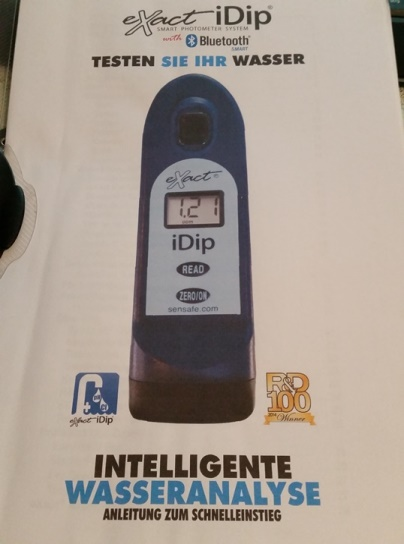 eXact iDip®
SMART PHOTOMETER SYSTEM
with Bluetooth®
SMART
TESTEN SIE IHR WASSER
eXact®
1.21
iDip
READ
ZERO/ON
sensafe.com
eXact iDip
R&D
100
Winner
INTELLIGENTE
WASSERANALYSE
ANLEITUNG ZUM SCHNELLEINSTIEG